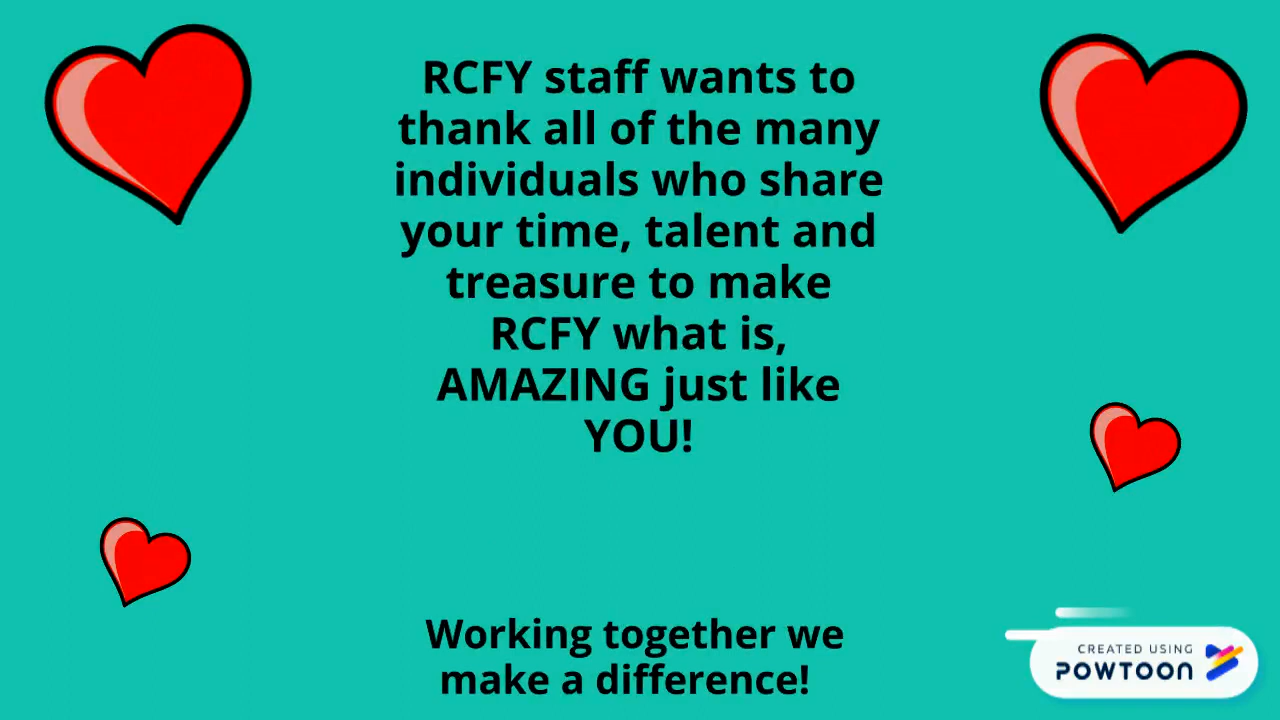 RCFY staff wants to
thank all of the many
individuals who share
your time, talent and
treasure to make
RCFY what is,
AMAZING just like
YOU!
Working together we
make a difference!
CREATED USING
POWTOON